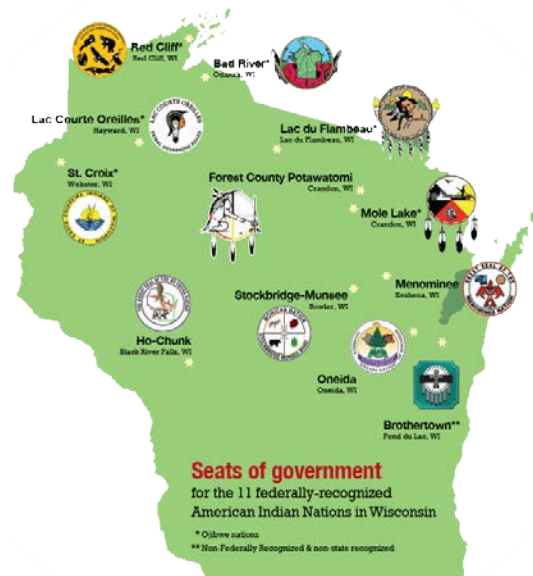 Red Cliff*
Red Cliff, WI
Bad River*
Odanah, WI
Lac Courte Oreilles*
Hayward, WI
LAC COURTE OREILLES
Lac du Flambeau*
Lac du Flambeau, WI
St. Croix*
Webster, WI
Forest County Potawatomi
Crandon, WI
Mole Lake*
Crandon, WI
Menominee
Keshena, WI
Stockbridge-Munsee
Bowler, WI
Ho-Chunk
Black River Falls, WI
Oneida
Oneida, WI
Brothertown**
Fond du Lac, WI
Seats of government
for the 11 federally-recognized
American Indian Nations in Wisconsin
* Ojibwe nations
** Non-Federally Recognized & non-state recognized